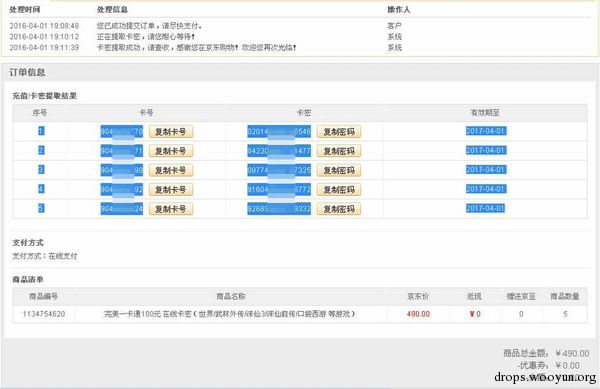 处理时间 处理信息 操作人
2016-04-01 19:08:48 您已成功提交订单，请尽快支付。 客户
2016-04-01 19:10:12 正在提取卡密，请您耐心等待！ 系统
2016-04-01 19:11:39 卡密提取成功，请查收，感谢您在京东购物！欢迎您再次光临！ 系统
订单信息
充值/卡密提取结果
序号 卡号 卡密 有效期至
1 904 70 复制卡号 02014 6546 复制密码 2017-04-01
2 904 71 复制卡号 84230 1477 复制密码 2017-04-01
3 904 90 复制卡号 08774 7325 复制密码 2017-04-01
4 904 92 复制卡号 91604 6772 复制密码 2017-04-01
5 904 24 复制卡号 92689 9332 复制密码 2017-04-01
支付方式
支付方式：在线支付
商品清单
商品编号 商品名称 京东价 返现 赠送京豆 商品数量
1134754620 完美一卡通100元 在线卡密（世界/武林外传/诛仙3/诛仙前传/口袋西游 等游戏） 490.00 ¥ 0 0 5
商品总金额：￥490.00
-优惠券：￥0.00
drops.wooyun.org